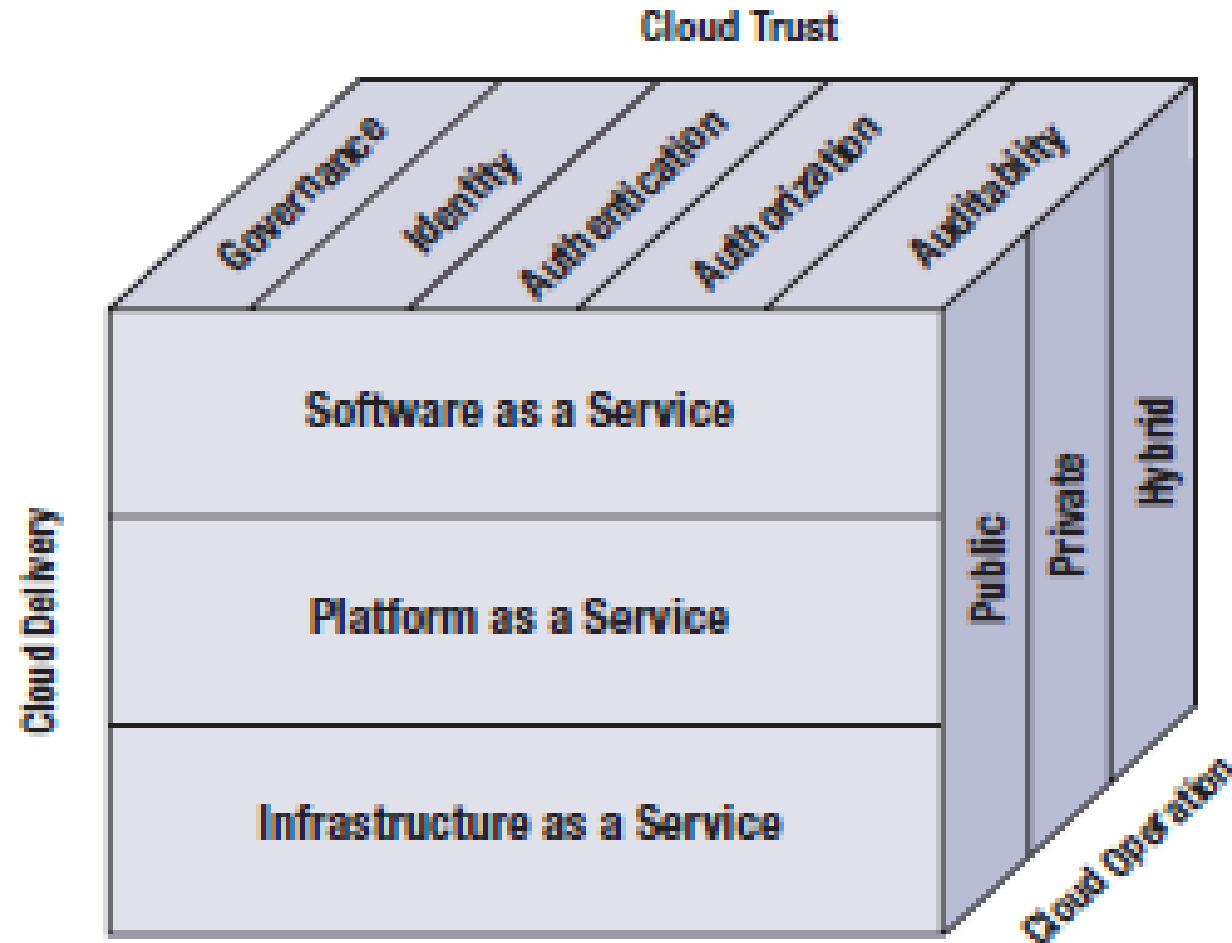 Cloud Trust
Governance
Identity
Authentication
Authorization
Auditability
Software as a Service
Platform as a Service
Infrastructure as a Service
Cloud Delivery
Public
Private
Hybrid
Cloud Operation